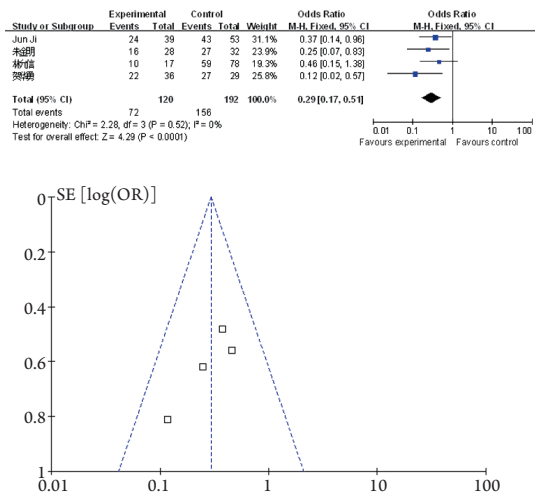 Experimental Control Odds Ratio Odds Ratio
Study or Subgroup Events Total Events Total Weight M-H, Fixed, 95% CI M-H, Fixed, 95% CI
Jun Ji 24 39 43 53 31.1% 0.37 [0.14, 0.96]
16 28 27 32 23.9% 0.25 [0.07, 0.83]
10 17 59 78 19.3% 0.46 [0.15, 1.38]
22 36 27 29 25.8% 0.12 [0.02, 0.57]
Total (95% CI) 120 192 100.0% 0.29 [0.17, 0.51]
Total events 72 156
Heterogeneity: Chi² = 2.28, df = 3 (P = 0.52); I² = 0%
Test for overall effect: Z = 4.29 (P < 0.0001)
0.01 0.1 1 10 100
Favours experimental Favours control
SE [log(OR)]
0
0.2
0.4
0.6
0.8
1
0.01 0.1 1 10 100